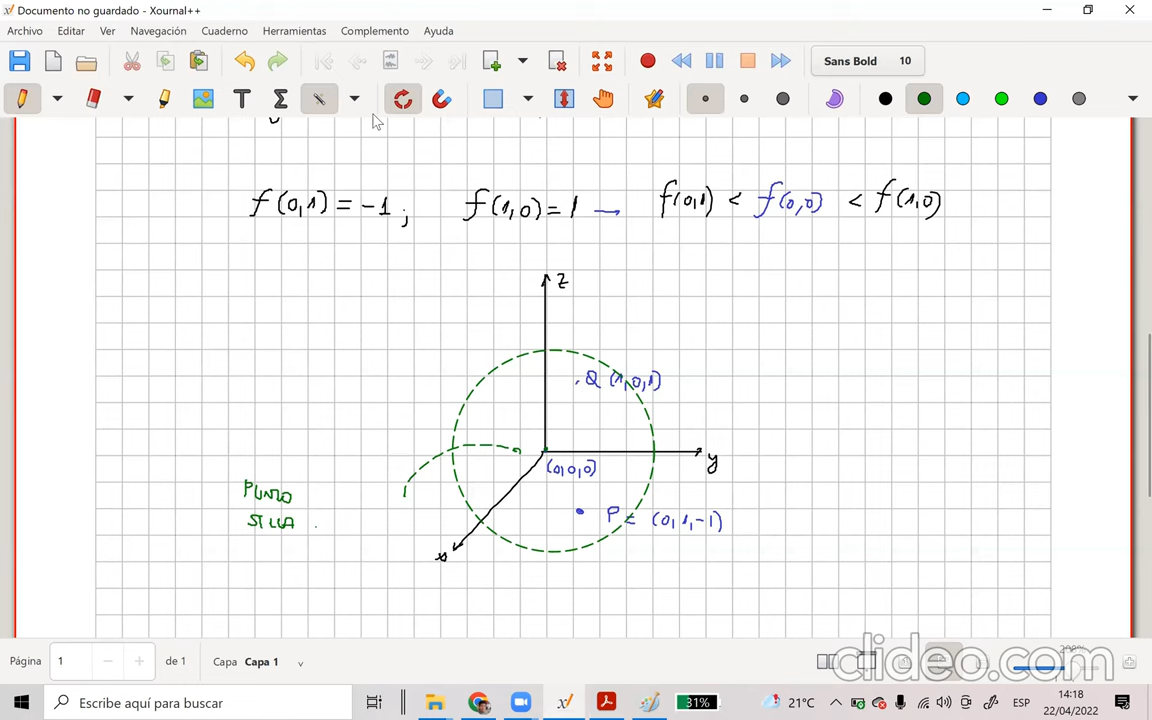 Documento no guardado - Xournal++
Archivo Editar Ver Navegación Cuaderno Herramientas Complemento Ayuda
Sans Bold 10
f(0,1) = -1 ; f(1,0) = 1 → f(0,1) < f(0,0) < f(1,0)
z
Q (1,0,1)
y
(0,0,0)
PUNTO
SILLA
P = (0,1,-1)
x
Página 1 de 1 Capa Capa 1
clideo.com
Escribe aquí para buscar
31%
21°C
ESP
14:18
22/04/2022